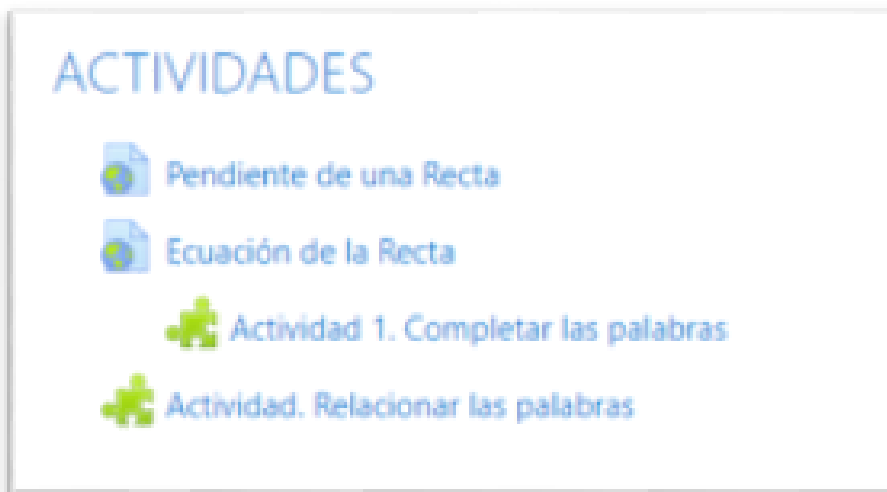 ACTIVIDADES
Pendiente de una Recta
Ecuación de la Recta
Actividad 1. Completar las palabras
Actividad. Relacionar las palabras